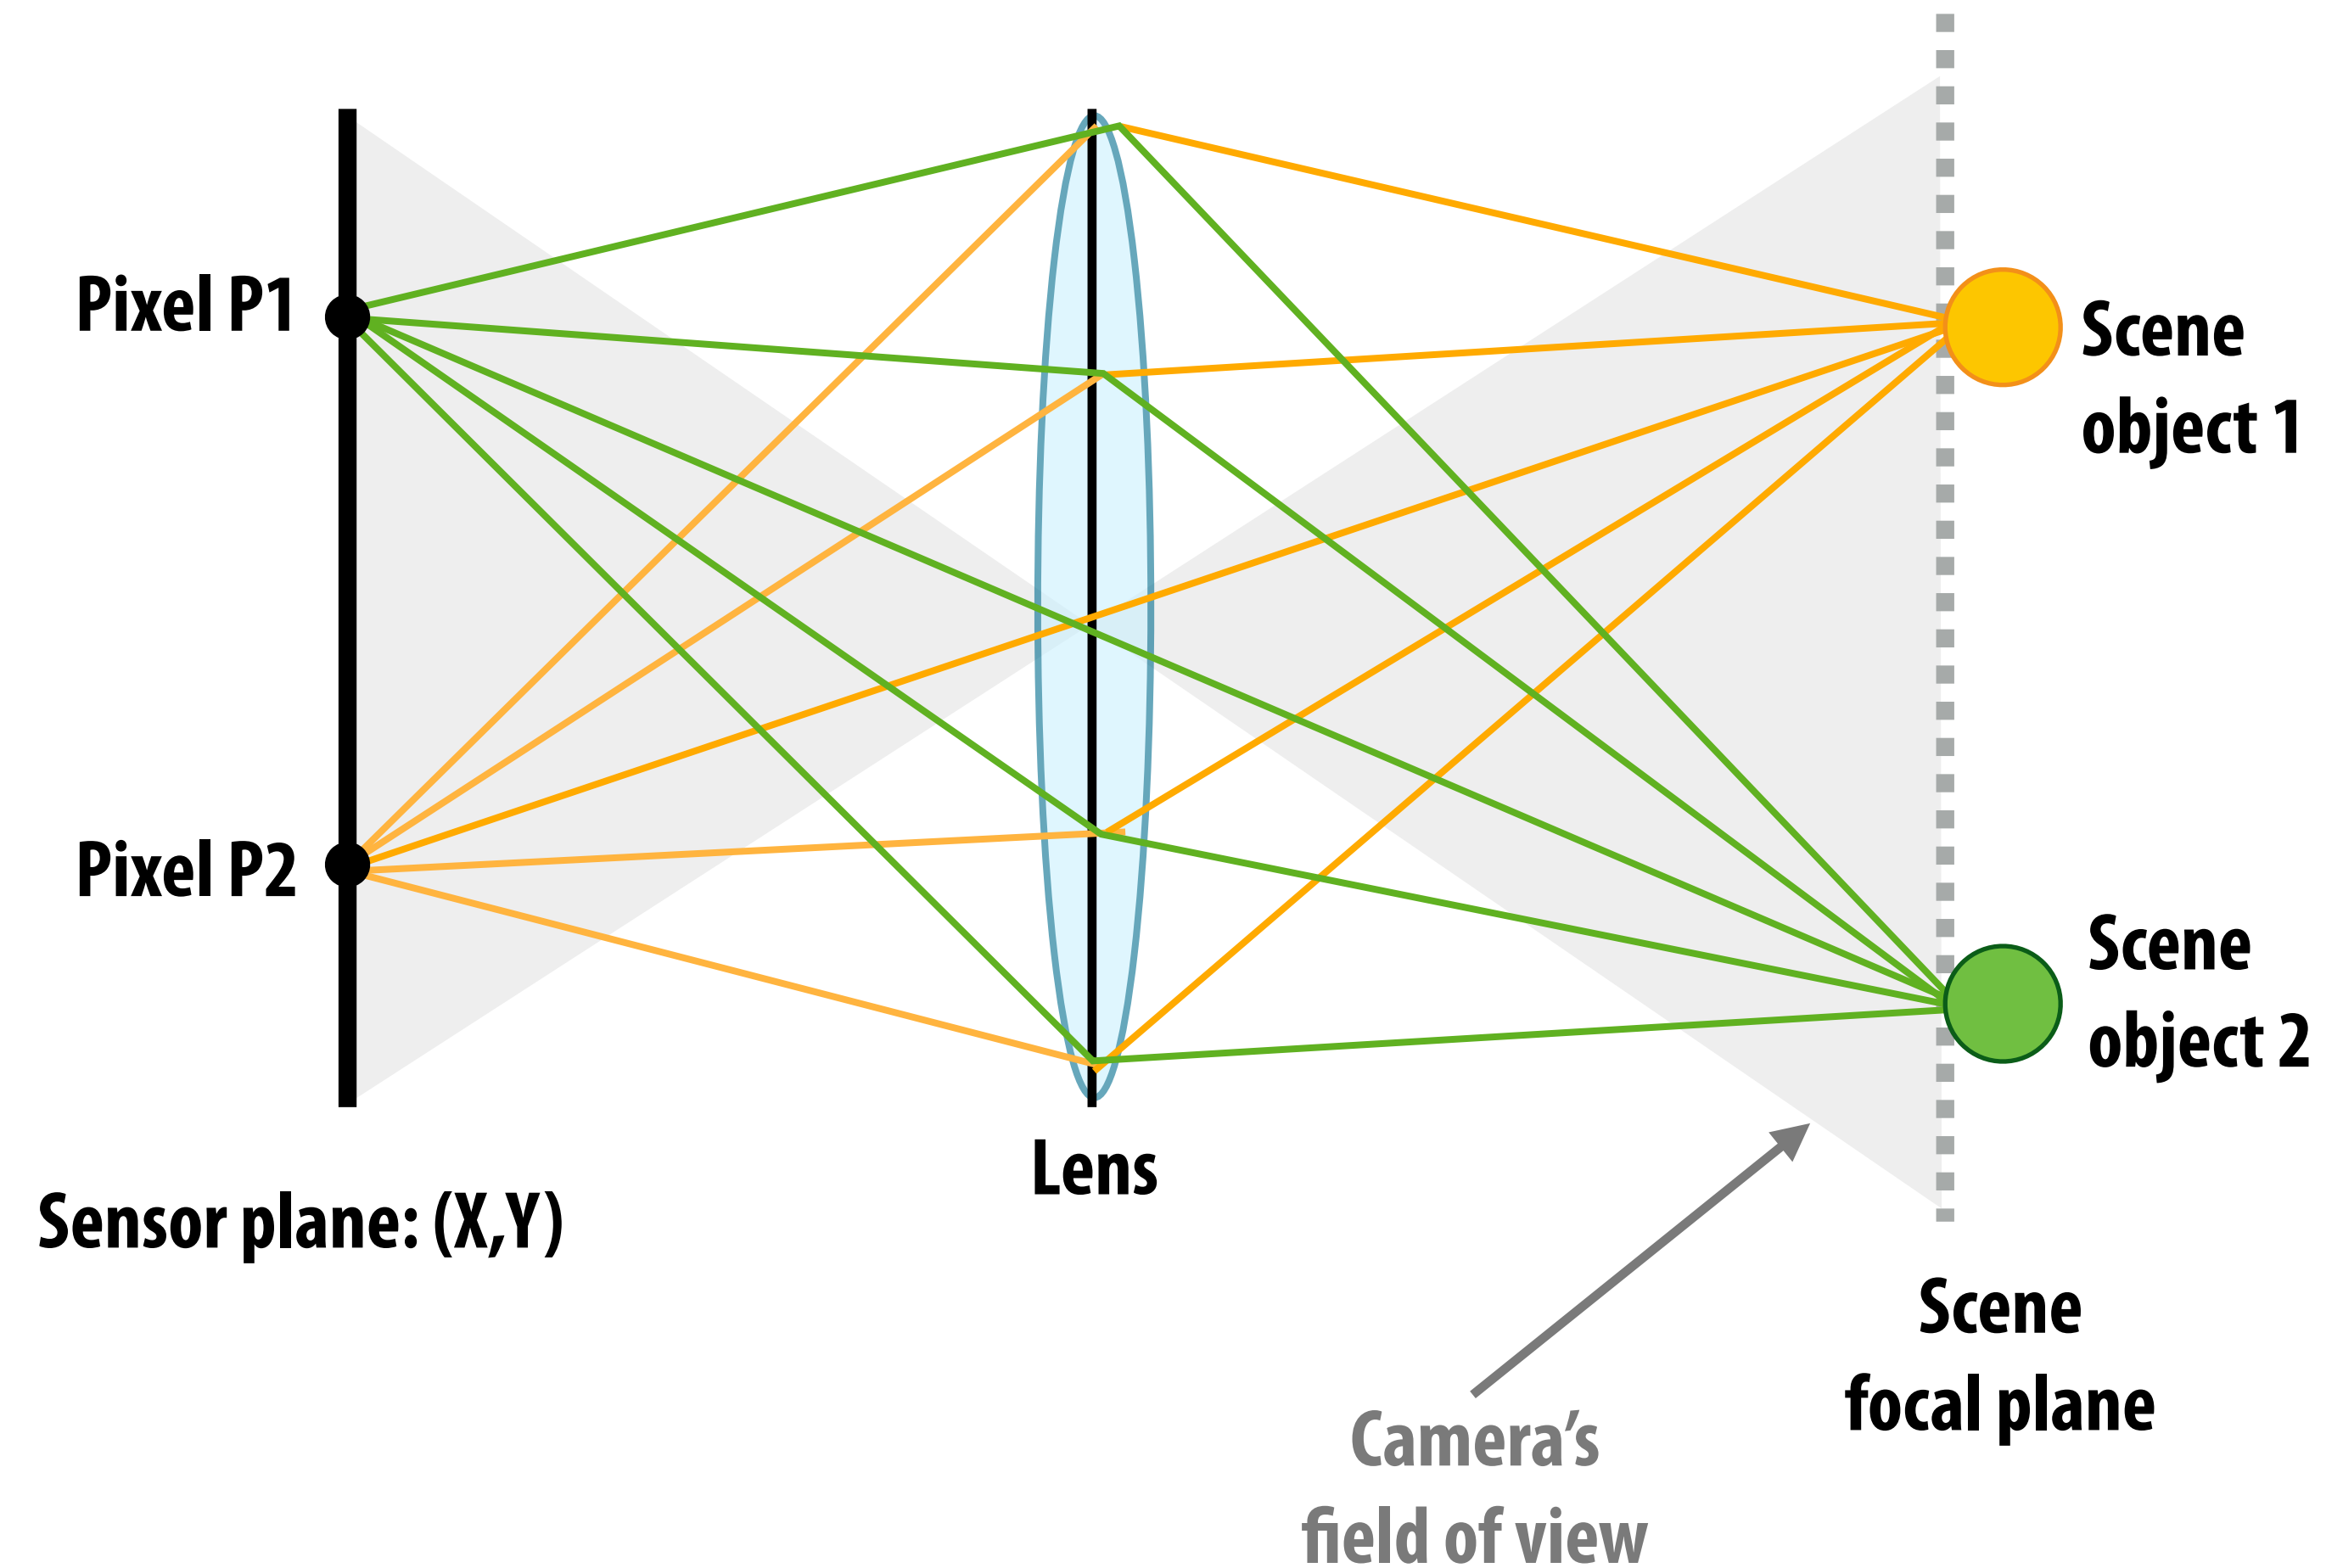 Pixel P1
Scene
object 1
Pixel P2
Scene
object 2
Lens
Sensor plane: (X,Y)
Scene
focal plane
Camera’s
field of view